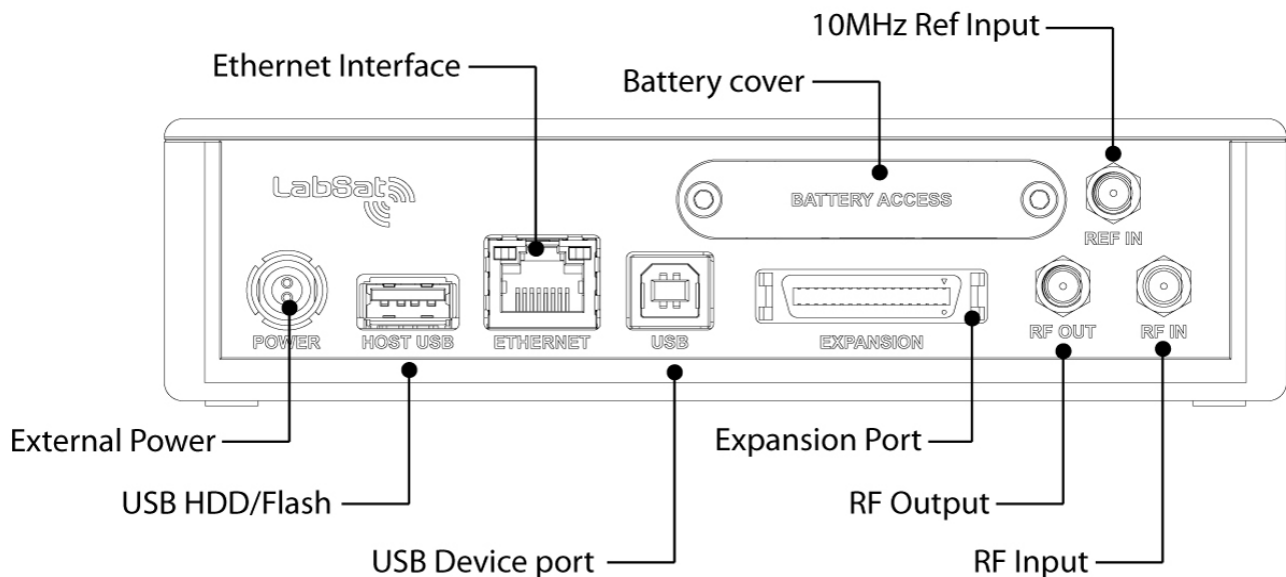 10MHz Ref Input
Ethernet Interface
Battery cover
LabSat
BATTERY ACCESS
REF IN
POWER
HOST USB
ETHERNET
USB
EXPANSION
RF OUT
RF IN
External Power
Expansion Port
USB HDD/Flash
RF Output
USB Device port
RF Input